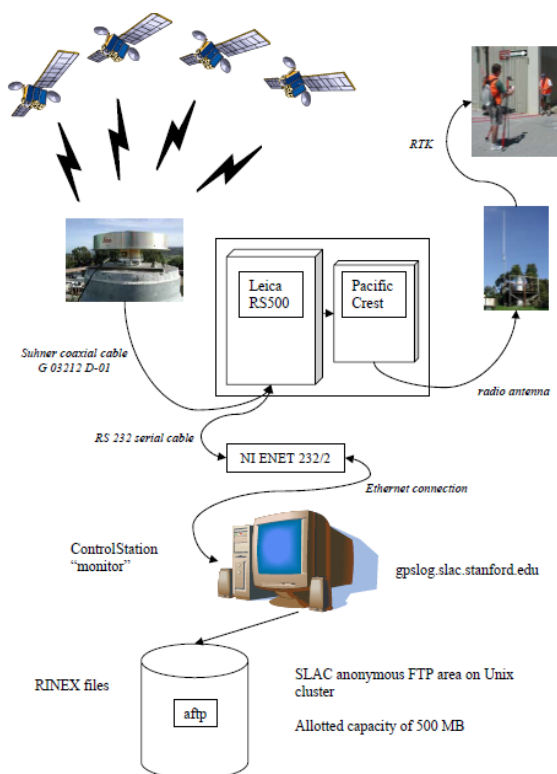 RTK
Leica
RS500
Pacific
Crest
Suhner coaxial cable
G 03212 D-01
radio antenna
RS 232 serial cable
NI ENET 232/2
Ethernet connection
ControlStation
“monitor”
gpslog.slac.stanford.edu
RINEX files
aftp
SLAC anonymous FTP area on Unix
cluster
Allotted capacity of 500 MB